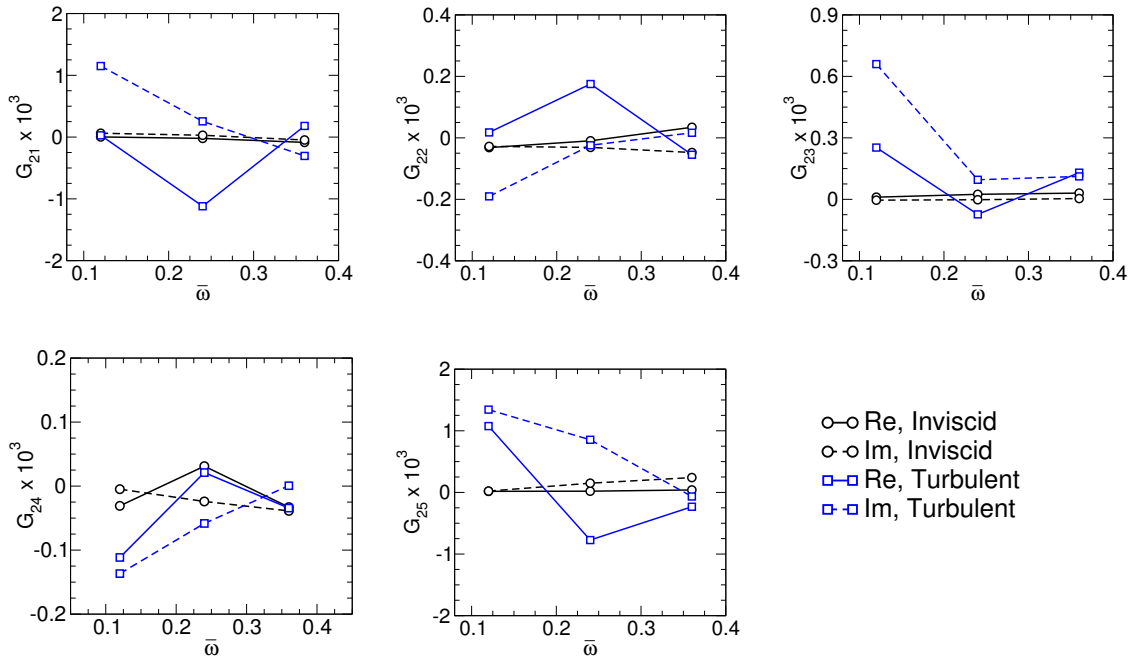 2
1
0
-1
-2
G21 x 10^3
0.1 0.2 0.3 0.4
ω̅
0.4
0.2
0
-0.2
-0.4
G22 x 10^3
0.1 0.2 0.3 0.4
ω̅
0.9
0.6
0.3
0
-0.3
G23 x 10^3
0.1 0.2 0.3 0.4
ω̅
0.2
0.1
0
-0.1
-0.2
G24 x 10^3
0.1 0.2 0.3 0.4
ω̅
2
1
0
-1
-2
G25 x 10^3
0.1 0.2 0.3 0.4
ω̅
Re, Inviscid
Im, Inviscid
Re, Turbulent
Im, Turbulent